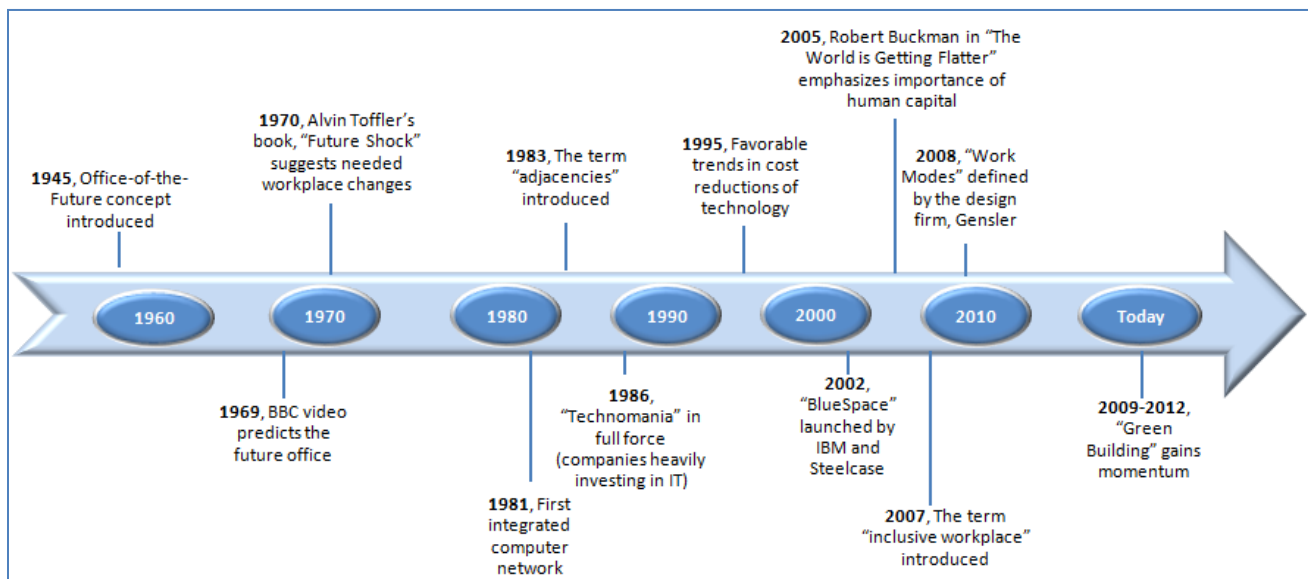 2005, Robert Buckman in “The
World is Getting Flatter”
emphasizes importance of
human capital
1970, Alvin Toffler’s
book, “Future Shock”
suggests needed
workplace changes
1983, The term
“adjacencies”
introduced
1995, Favorable
trends in cost
reductions of
technology
2008, “Work
Modes” defined
by the design
firm, Gensler
1945, Office-of-the-
Future concept
introduced
1960
1970
1980
1990
2000
2010
Today
1969, BBC video
predicts the
future office
1981, First
integrated
computer
network
1986,
“Technomania” in
full force
(companies heavily
investing in IT)
2002,
“BlueSpace”
launched by
IBM and
Steelcase
2007, The term
“inclusive workplace”
introduced
2009-2012,
“Green
Building” gains
momentum